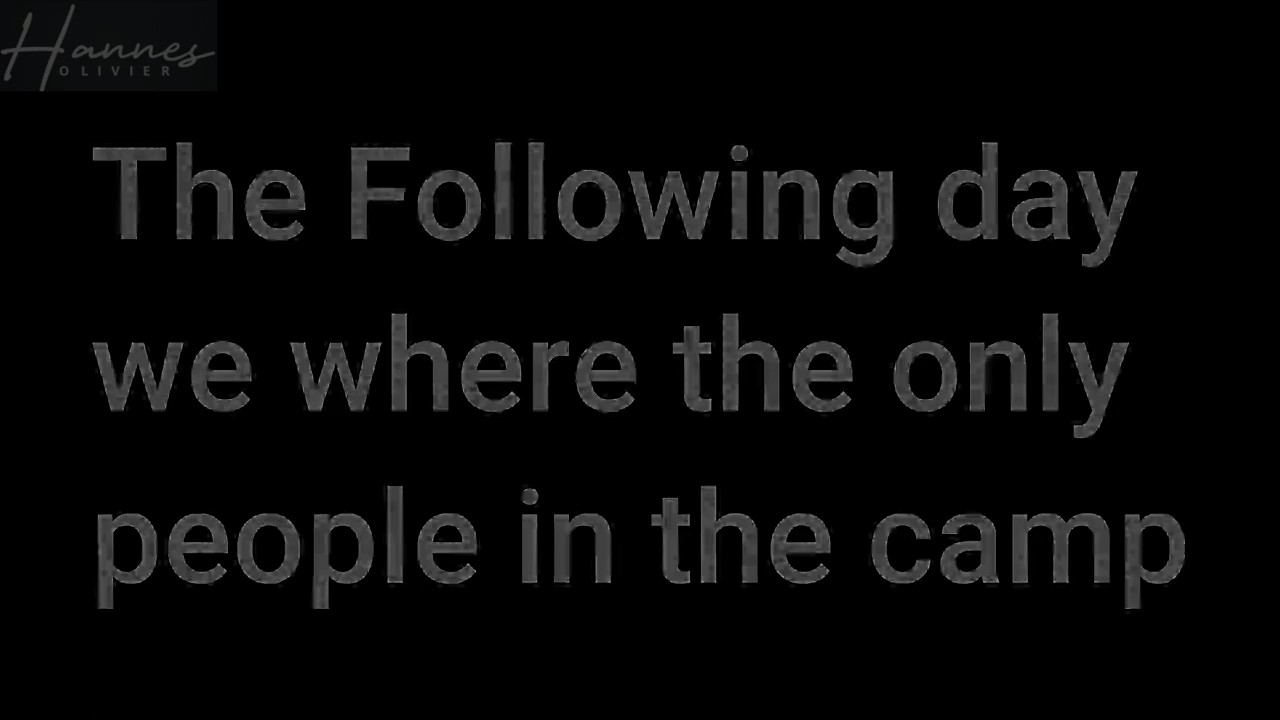 Hannes
OLIVIER
The Following day
we where the only
people in the camp